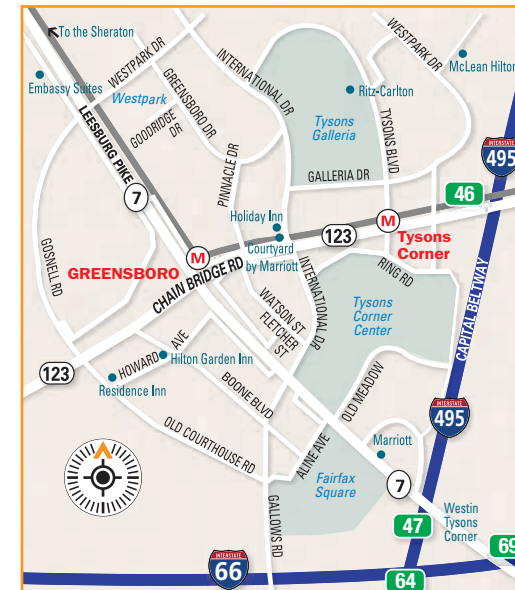 To the Sheraton
WESTPARK DR
INTERNATIONAL DR
WESTPARK DR
McLean Hilton
Embassy Suites
Westpark
GREENSBORO DR
GOODRIDGE
DR
LEESBURG PIKE
Ritz-Carlton
Tysons
Galleria
TYSONS BLVD
INTERSTATE
495
PINNACLE DR
GALLERIA DR
46
7
Holiday Inn
123
M
Tysons
Corner
Courtyard
by Marriott
M
GREENSBORO
CHAIN BRIDGE RD
GOSNELL RD
INTERNATIONAL DR
RING RD
WATSON ST
FLETCHER
ST
Tysons
Corner
Center
CAPITAL BELTWAY
123
HOWARD AVE
Hilton Garden Inn
Residence Inn
BOONE BLVD
OLD MEADOW
INTERSTATE
495
OLD COURTHOUSE RD
ALINE AVE
Marriott
Fairfax
Square
7
GALLOWS RD
Westin
Tysons
Corner
47
69
INTERSTATE
66
64